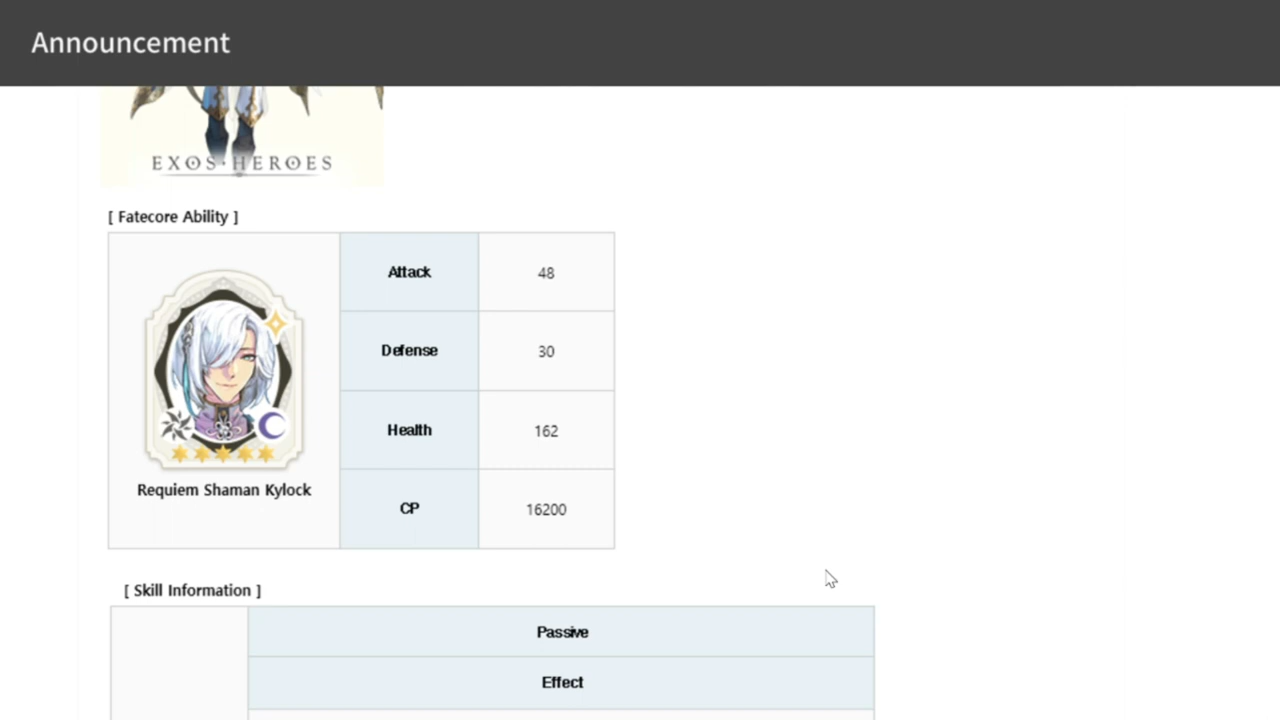 Announcement
EXOS·HEROES
[ Fatecore Ability ]
Attack 48
Defense 30
Health 162
CP 16200
Requiem Shaman Kylock
[ Skill Information ]
Passive
Effect